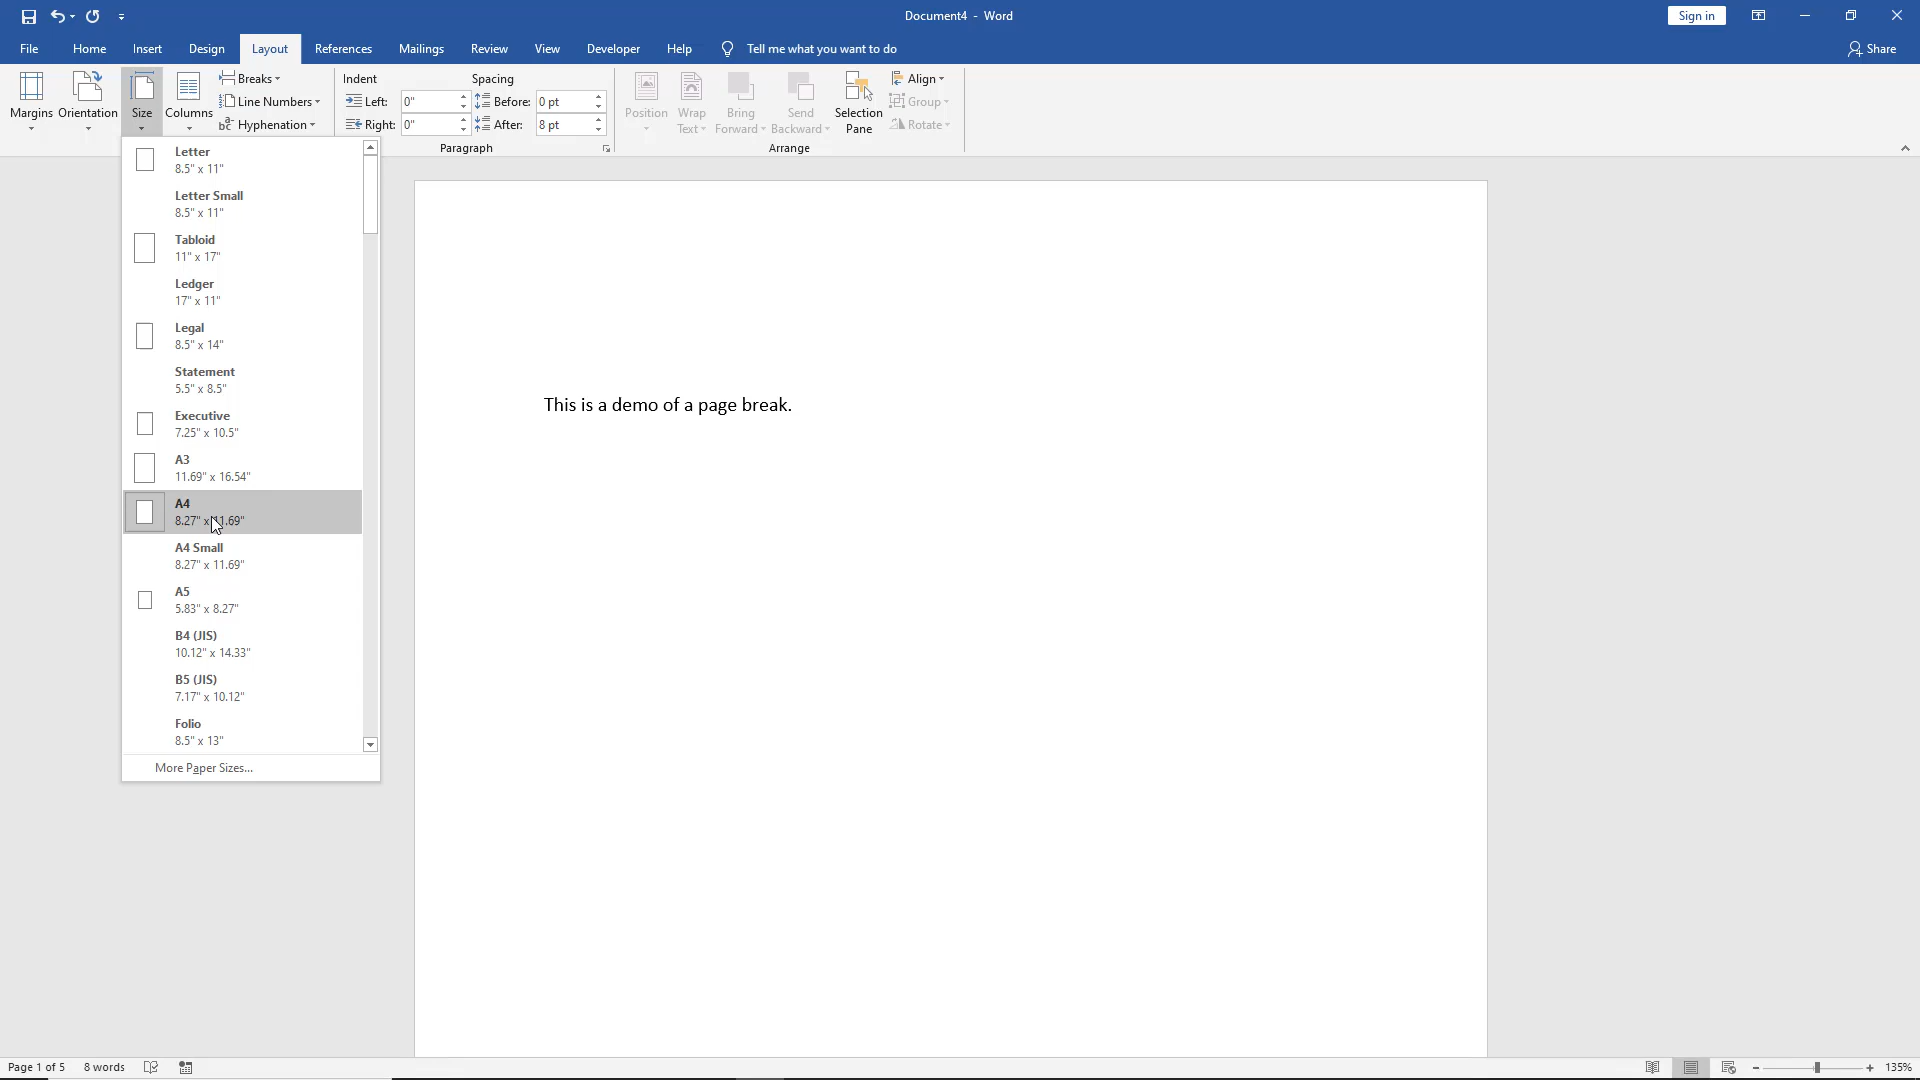 Document4 - Word
Sign in
File Home Insert Design Layout References Mailings Review View Developer Help Tell me what you want to do Share
Margins Orientation Size Columns
Breaks
Line Numbers
Hyphenation
Indent Spacing
Left: 0" Before: 0 pt
Right: 0" After: 8 pt
Paragraph
Position Wrap Text Bring Forward Send Backward Selection Pane
Align
Group
Rotate
Arrange
Letter
8.5" x 11"
Letter Small
8.5" x 11"
Tabloid
11" x 17"
Ledger
17" x 11"
Legal
8.5" x 14"
Statement
5.5" x 8.5"
Executive
7.25" x 10.5"
A3
11.69" x 16.54"
A4
8.27" x 11.69"
A4 Small
8.27" x 11.69"
A5
5.83" x 8.27"
B4 (JIS)
10.12" x 14.33"
B5 (JIS)
7.17" x 10.12"
Folio
8.5" x 13"
More Paper Sizes...
This is a demo of a page break.
Page 1 of 5 8 words 135%